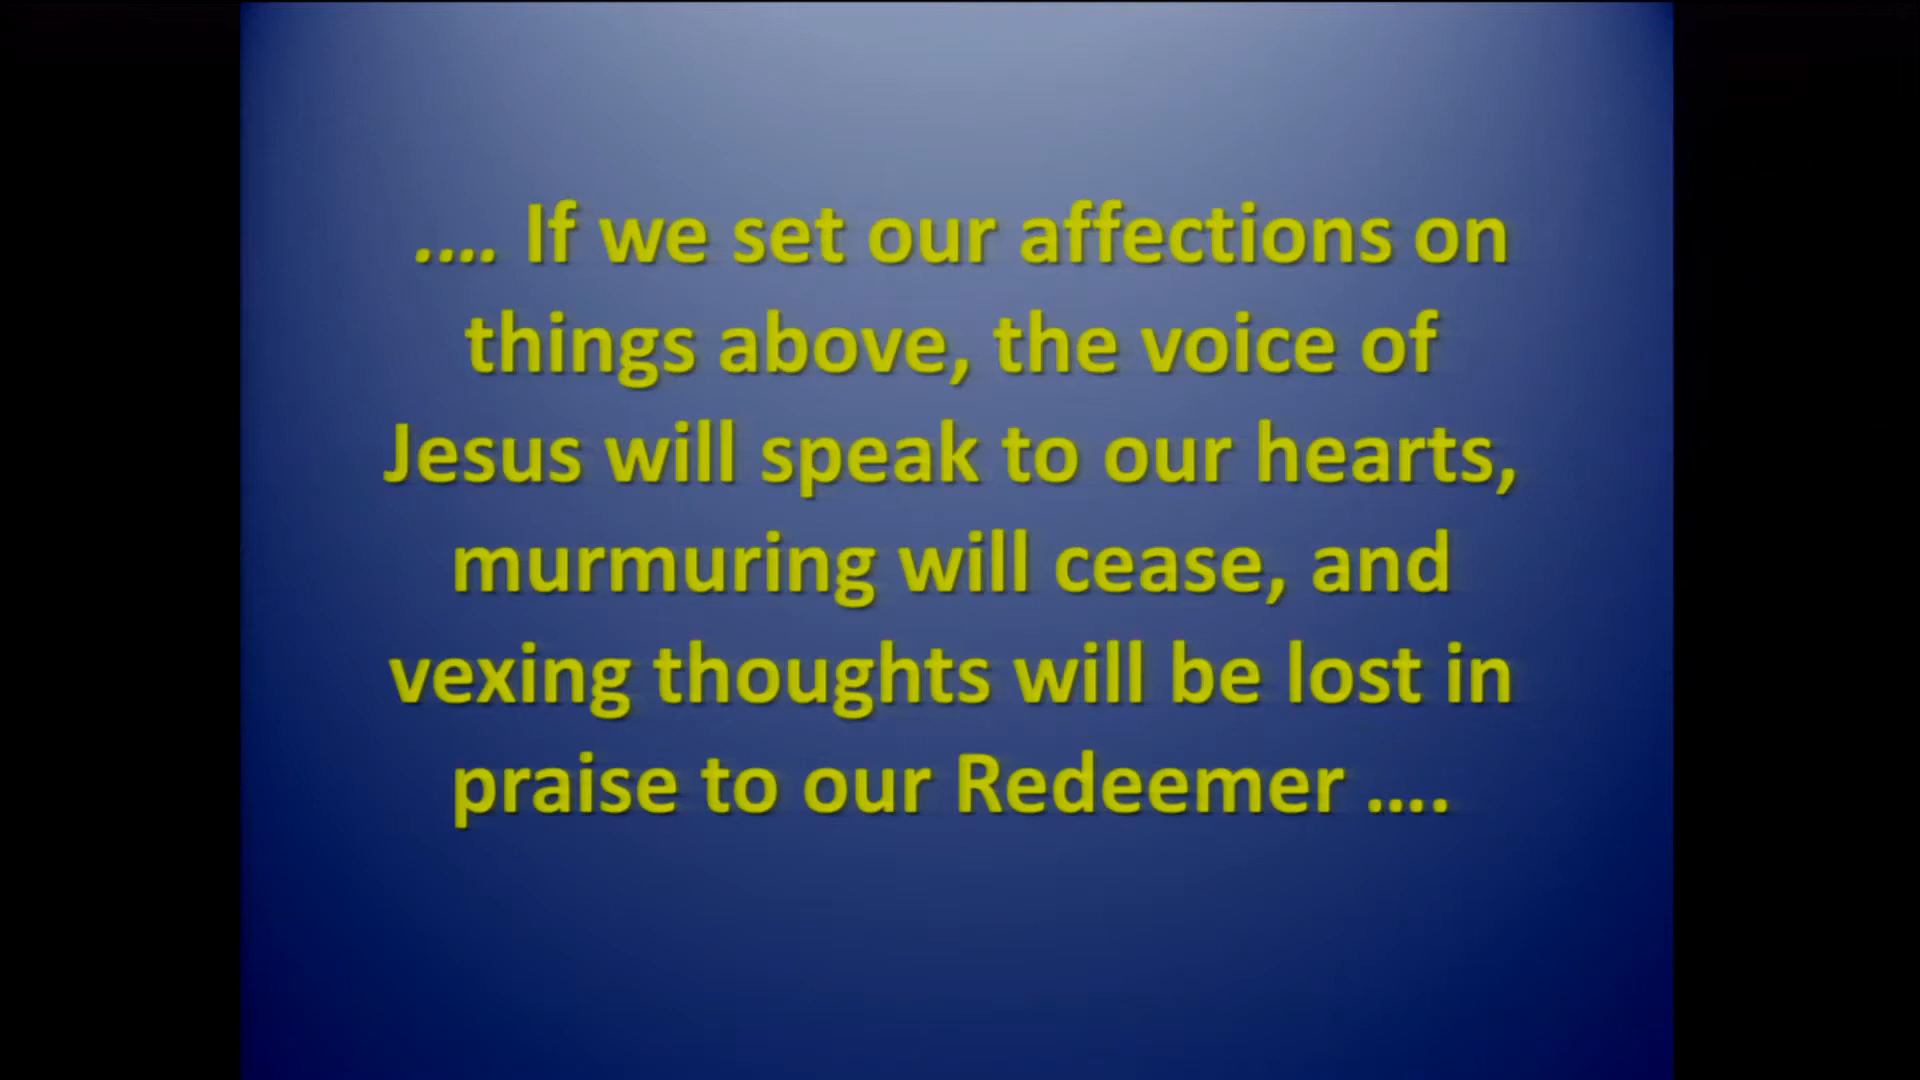 .... If we set our affections on
things above, the voice of
Jesus will speak to our hearts,
murmuring will cease, and
vexing thoughts will be lost in
praise to our Redeemer ....